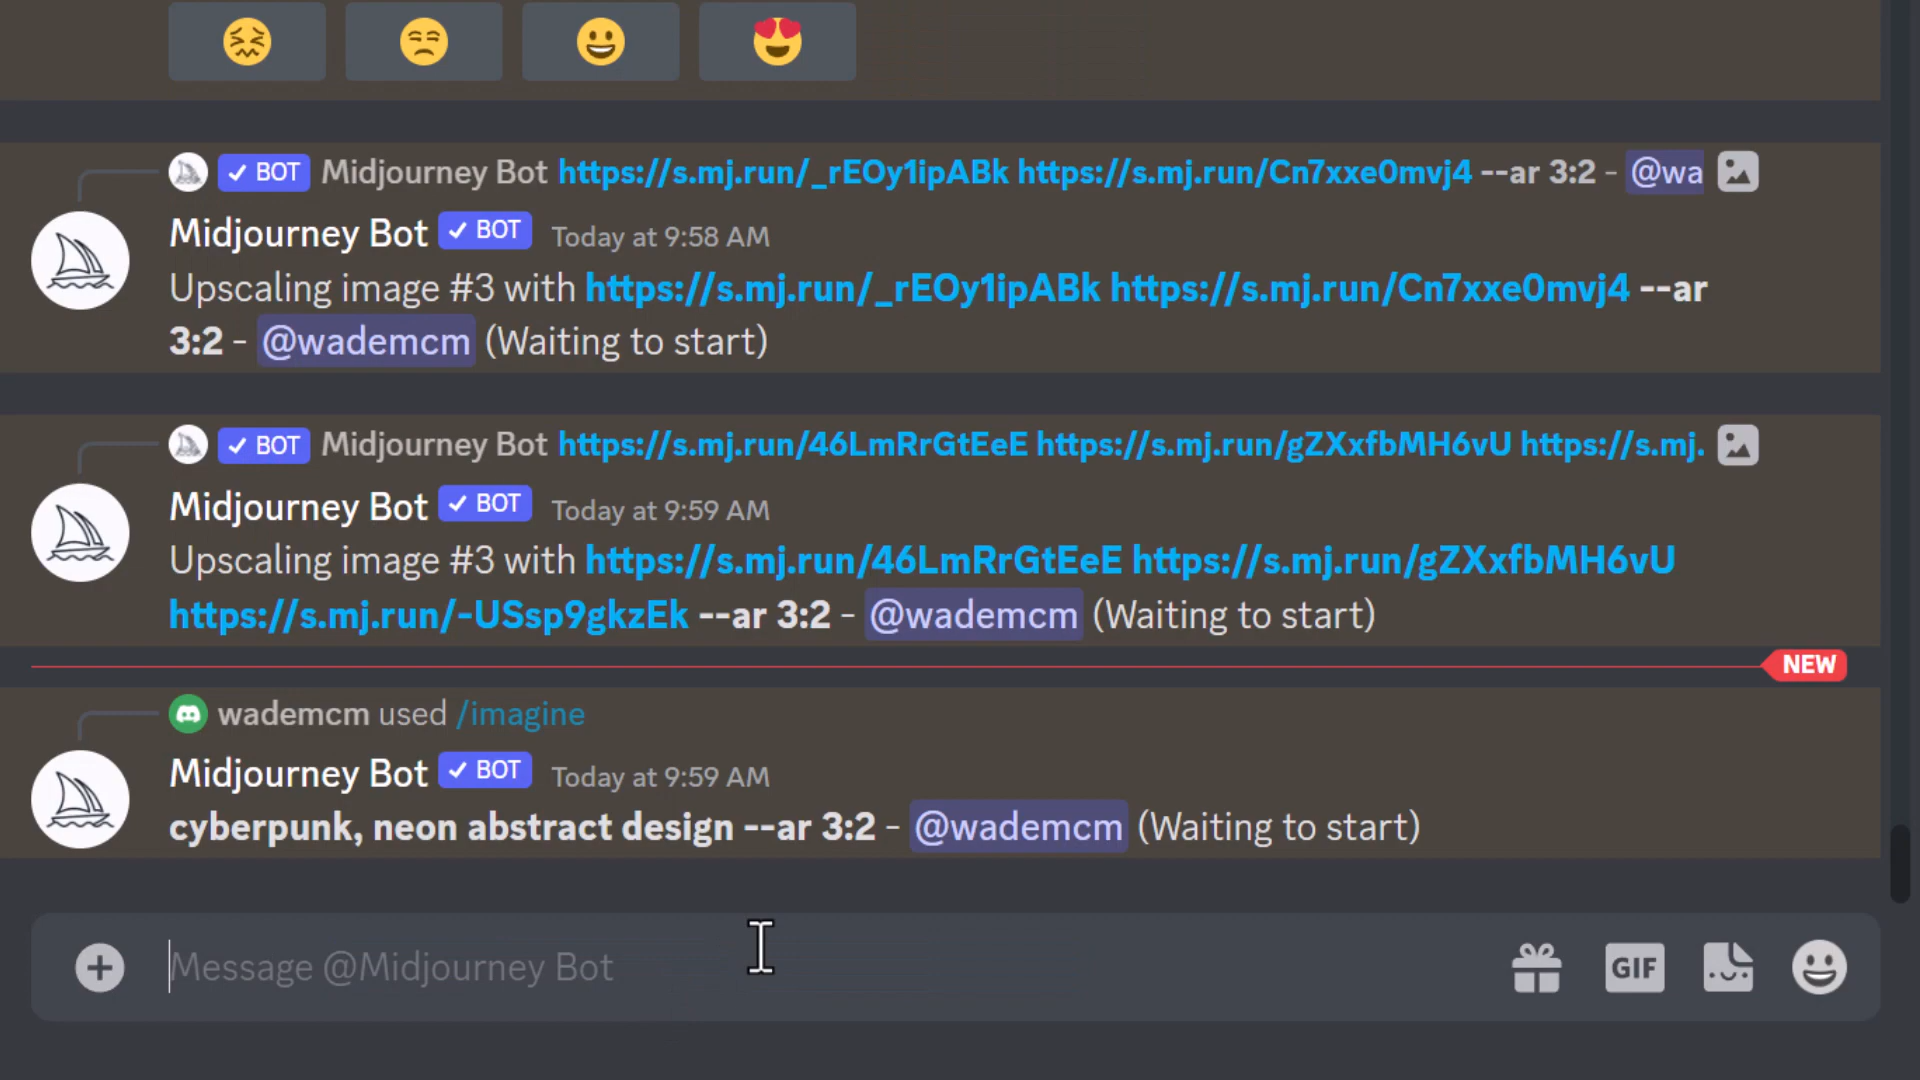 ✓ BOT Midjourney Bot https://s.mj.run/_rEOy1ipABk https://s.mj.run/Cn7xxe0mvj4 --ar 3:2 - @wa
Midjourney Bot ✓ BOT Today at 9:58 AM
Upscaling image #3 with https://s.mj.run/_rEOy1ipABk https://s.mj.run/Cn7xxe0mvj4 --ar
3:2 - @wademcm (Waiting to start)
✓ BOT Midjourney Bot https://s.mj.run/46LmRrGtEeE https://s.mj.run/gZXxfbMH6vU https://s.mj.
Midjourney Bot ✓ BOT Today at 9:59 AM
Upscaling image #3 with https://s.mj.run/46LmRrGtEeE https://s.mj.run/gZXxfbMH6vU
https://s.mj.run/-USsp9gkzEk --ar 3:2 - @wademcm (Waiting to start)
NEW
wademcm used /imagine
Midjourney Bot ✓ BOT Today at 9:59 AM
cyberpunk, neon abstract design --ar 3:2 - @wademcm (Waiting to start)
Message @Midjourney Bot
GIF